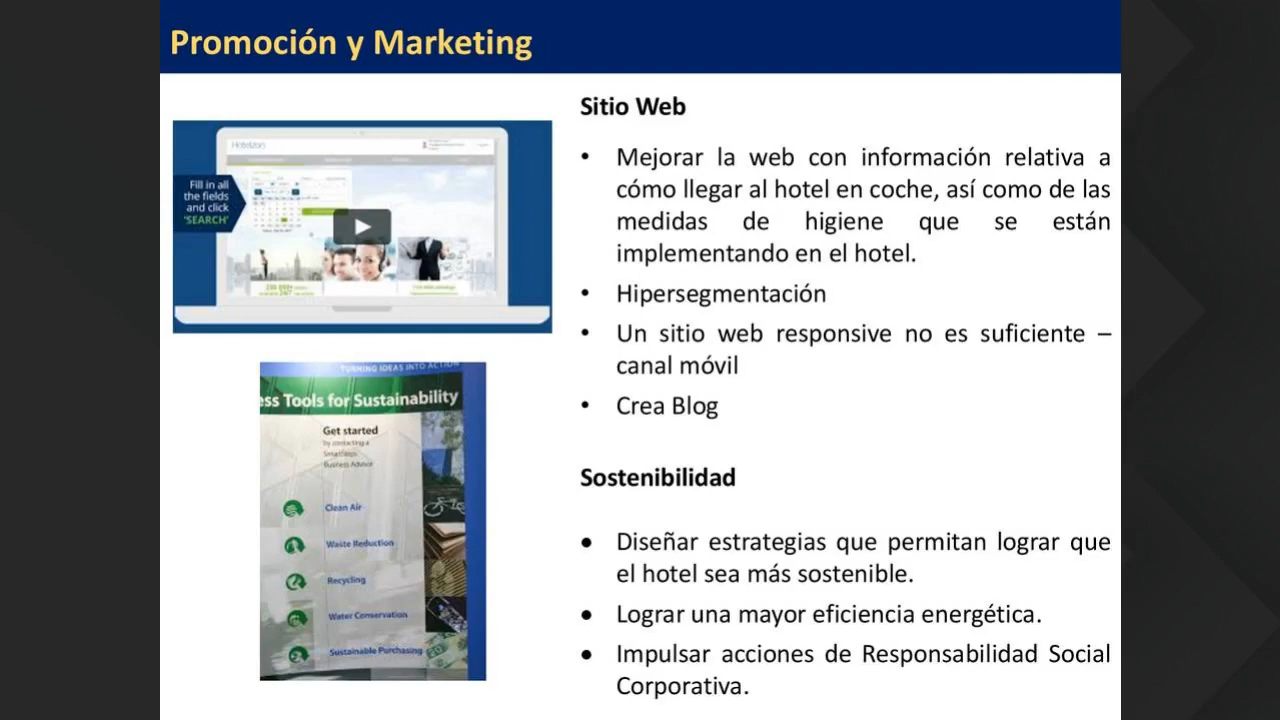 Promoción y Marketing
Sitio Web
• Mejorar la web con información relativa a
cómo llegar al hotel en coche, así como de las
medidas de higiene que se están
implementando en el hotel.
• Hipersegmentación
• Un sitio web responsive no es suficiente –
canal móvil
• Crea Blog
Sostenibilidad
• Diseñar estrategias que permitan lograr que
el hotel sea más sostenible.
• Lograr una mayor eficiencia energética.
• Impulsar acciones de Responsabilidad Social
Corporativa.
Fill in all
the fields
and click
'SEARCH'
TURNING IDEAS INTO ACTION
ess Tools for Sustainability
Get started
by contacting a
Business Advisor
Clean Air
Waste Reduction
Recycling
Water Conservation
Sustainable Purchasing